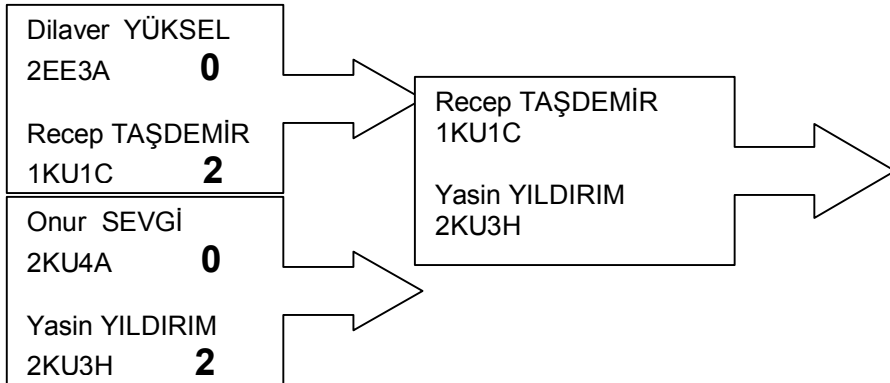 Dilaver YÜKSEL
2EE3A 0
Recep TAŞDEMİR
1KU1C 2
Onur SEVGİ
2KU4A 0
Yasin YILDIRIM
2KU3H 2
Recep TAŞDEMİR
1KU1C
Yasin YILDIRIM
2KU3H